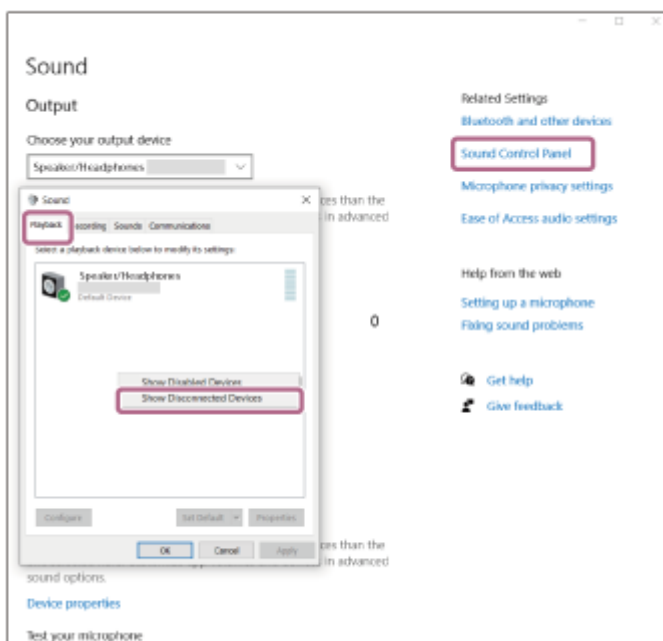 Sound
Output
Choose your output device
Speaker/Headphones
Sound
ces than the
in advanced
Playback
ecording
Sounds
Communications
Select a playback device below to modify its settings:
Speaker/Headphones
Default Device
0
Show Disabled Devices
Show Disconnected Devices
Configure
Set Default
Properties
OK
Cancel
Apply
ces than the
in advanced
sound options.
Device properties
Test your microphone
Related Settings
Bluetooth and other devices
Sound Control Panel
Microphone privacy settings
Ease of Access audio settings
Help from the web
Setting up a microphone
Fixing sound problems
Get help
Give feedback